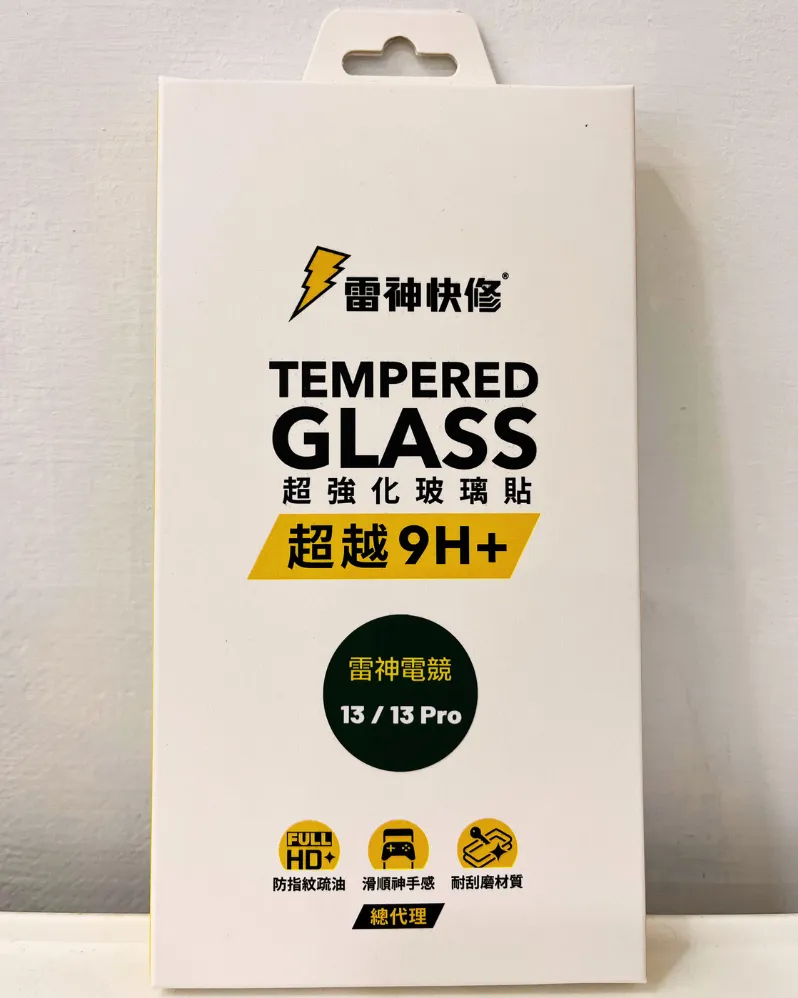 雷神快修®
TEMPERED
GLASS
超強化玻璃貼
超越9H+
雷神電競
13 / 13 Pro
FULL
HD
防指紋疏油
滑順神手感
耐刮磨材質
總代理